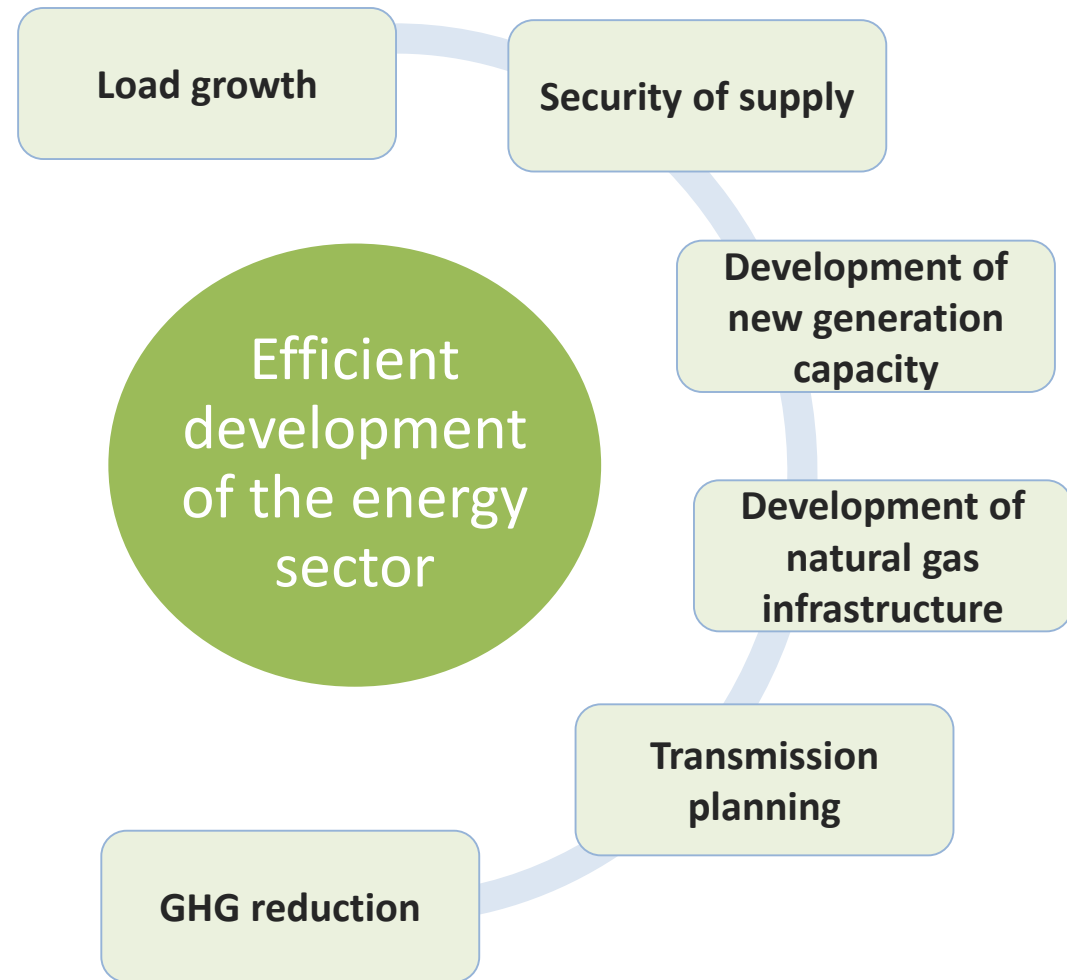 Load growth
Security of supply
Development of
new generation
capacity
Efficient
development
of the energy
sector
Development of
natural gas
infrastructure
Transmission
planning
GHG reduction